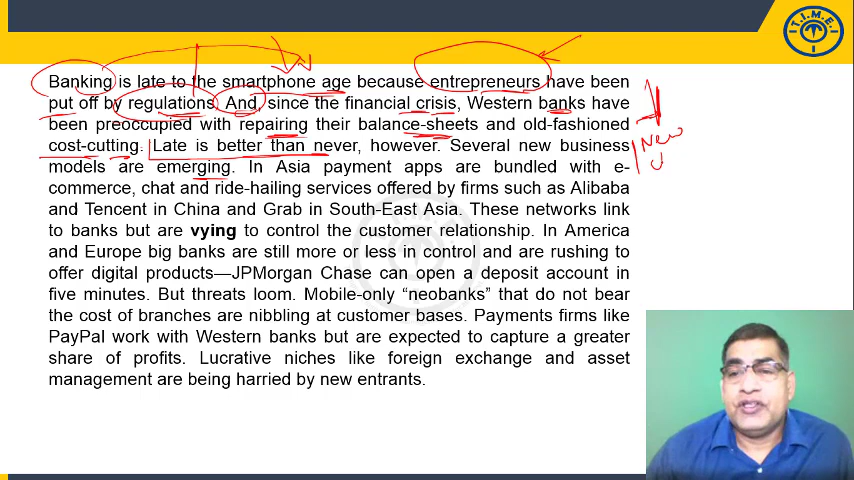 T.I.M.E.
Banking is late to the smartphone age because entrepreneurs have been
put off by regulations. And, since the financial crisis, Western banks have
been preoccupied with repairing their balance-sheets and old-fashioned
cost-cutting. Late is better than never, however. Several new business
models are emerging. In Asia payment apps are bundled with e-
commerce, chat and ride-hailing services offered by firms such as Alibaba
and Tencent in China and Grab in South-East Asia. These networks link
to banks but are vying to control the customer relationship. In America
and Europe big banks are still more or less in control and are rushing to
offer digital products—JPMorgan Chase can open a deposit account in
five minutes. But threats loom. Mobile-only “neobanks” that do not bear
the cost of branches are nibbling at customer bases. Payments firms like
PayPal work with Western banks but are expected to capture a greater
share of profits. Lucrative niches like foreign exchange and asset
management are being harried by new entrants.
New